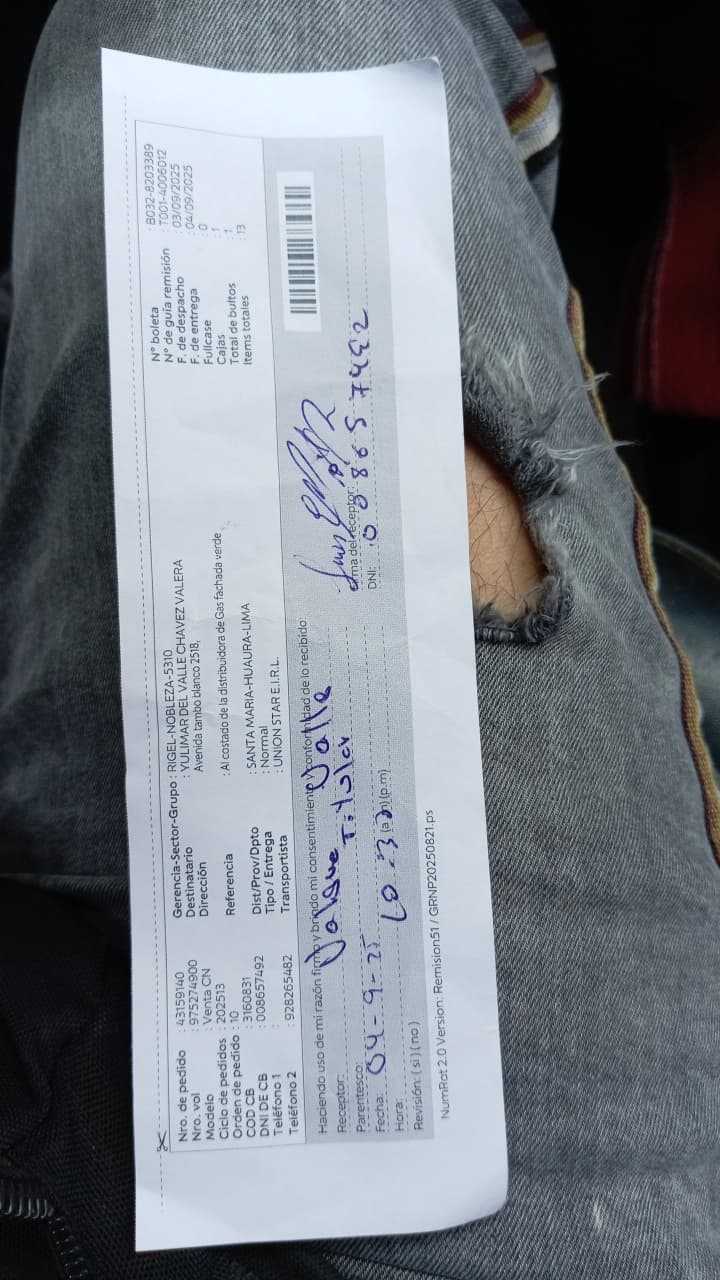 Nro. de pedido : 43159140
Nro. vol : 975274900
Modelo : Venta CN
Ciclo de pedidos : 202513
Orden de pedido : 10
COD CB : 3160831
DNI DE CB : 008657492
Teléfono 1 :
Teléfono 2 : 928265482
Gerencia-Sector-Grupo : RIGEL-NOBLEZA-5310
Destinatario : YULIMAR DEL VALLE CHAVEZ VALERA
Dirección : Avenida tambo blanco 2518,
Referencia : Al costado de la distribuidora de Gas fachada verde
Dist/Prov/Dpto : SANTA MARIA-HUAURA-LIMA
Tipo / Entrega : Normal
Transportista : UNION STAR E.I.R.L.
N° boleta : B032-8203389
N° de guía remisión : T001-4006012
F. de despacho : 03/09/2025
F. de entrega : 04/09/2025
Fullcase : 0
Cajas : 1
Total de bultos : 1
Items totales : 13
Haciendo uso de mi razón firmo y brindo mi consentimiento y conformidad de lo recibido
Receptor: Valle
Parentesco: Titular
Fecha: 04-9-25
Hora: 10:32 (a.m) (p.m)
Revisión: ( si ) ( no )
Firma del receptor:
DNI: 008657492
NumRot 2.0 Version: Remision51 / GRNP20250821.ps